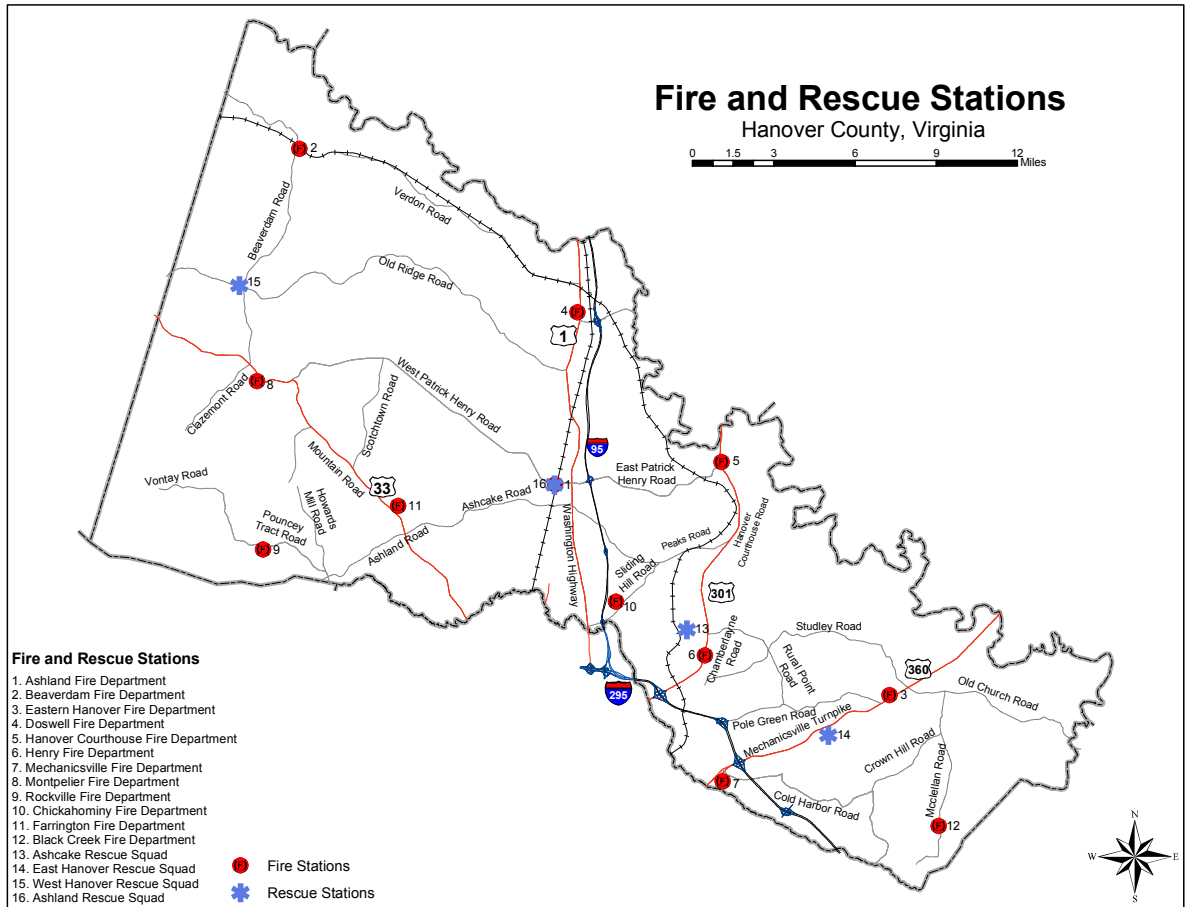 Fire and Rescue Stations
Hanover County, Virginia
0 1.5 3 6 9 12
Miles
2
Verdon Road
Beaverdam Road
15
Old Ridge Road
4
1
8
Clazemont Road
West Patrick Henry Road
Scotchtown Road
95
East Patrick
Henry Road
5
Mountain Road
33
11
Vontay Road
Howards
Mill Road
Pouncey
Tract Road
9
Ashland Road
Ashcake Road
16
1
Washington Highway
Hanover
Courthouse Road
Peaks Road
Sliding
Hill Road
10
301
13
6
Chamberlayne
Road
Studley Road
Rural Point
Road
360
Old Church Road
3
295
Pole Green Road
Mechanicsville Turnpike
14
Crown Hill Road
Mcclellan Road
7
Cold Harbor Road
12
Fire and Rescue Stations
1. Ashland Fire Department
2. Beaverdam Fire Department
3. Eastern Hanover Fire Department
4. Doswell Fire Department
5. Hanover Courthouse Fire Department
6. Henry Fire Department
7. Mechanicsville Fire Department
8. Montpelier Fire Department
9. Rockville Fire Department
10. Chickahominy Fire Department
11. Farrington Fire Department
12. Black Creek Fire Department
13. Ashcake Rescue Squad
14. East Hanover Rescue Squad
15. West Hanover Rescue Squad
16. Ashland Rescue Squad
F Fire Stations
Rescue Stations
N
W E
S